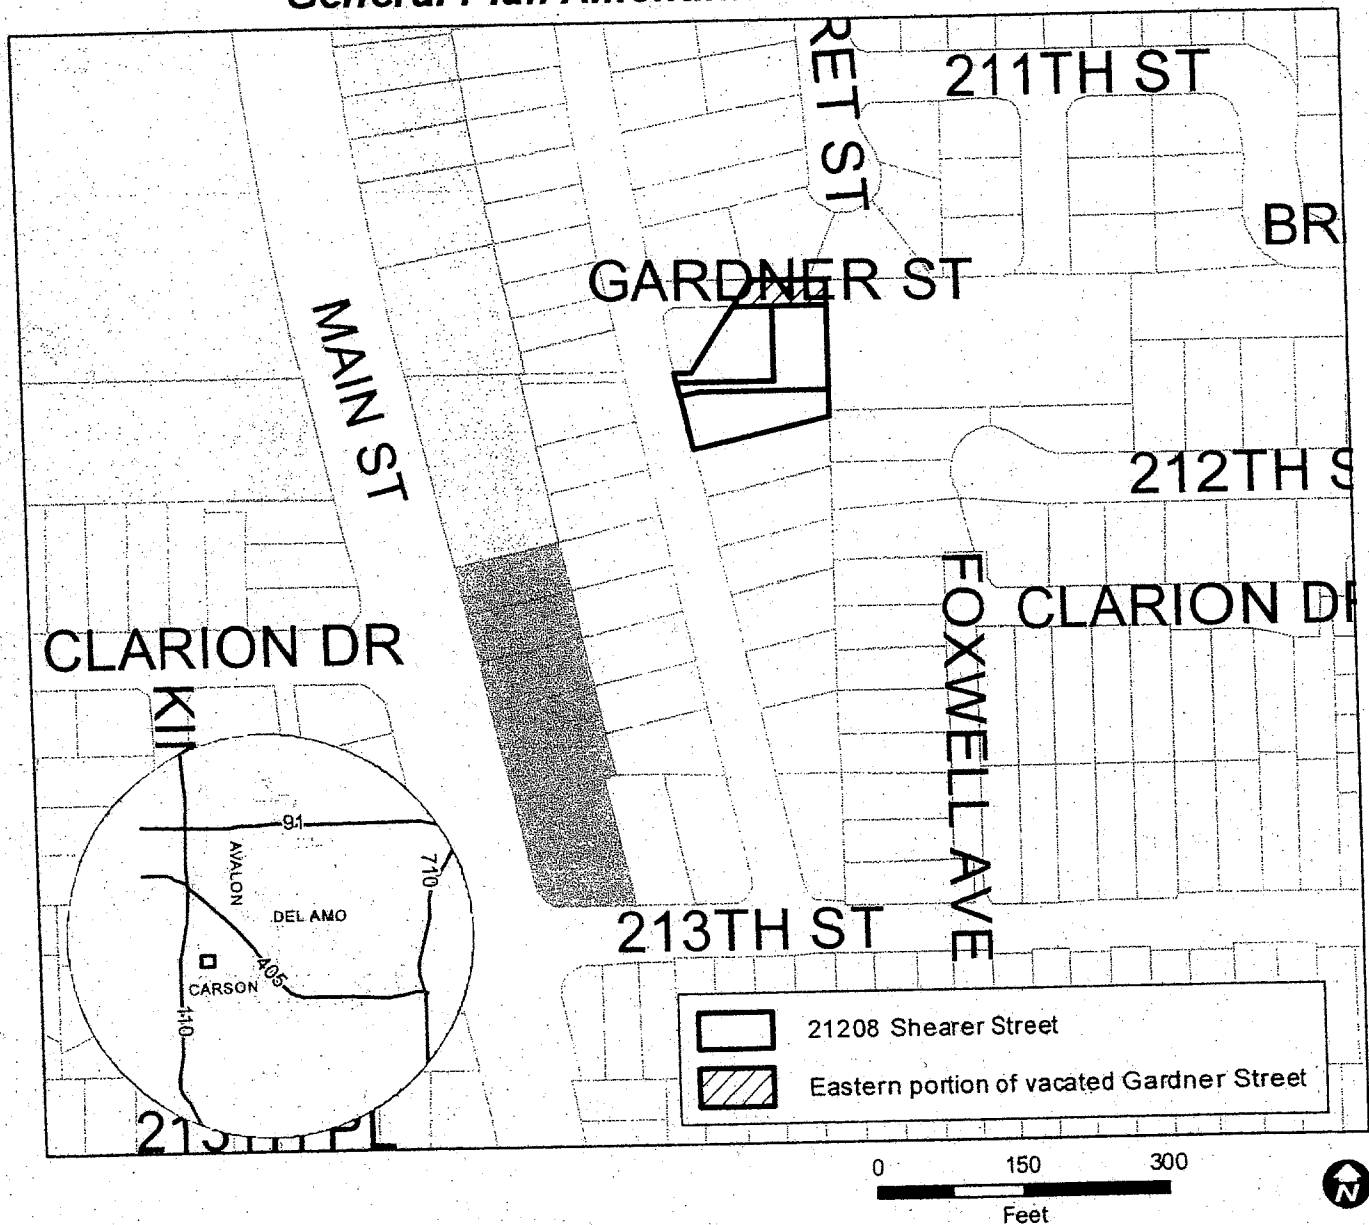 General Plan
RET ST
211TH ST
BR
GARDNER ST
MAIN ST
212TH S
CLARION DR
FOXWELL AVE
CLARION DR
213TH ST
91
AVALON
710
DEL AMO
405
CARSON
110
21208 Shearer Street
Eastern portion of vacated Gardner Street
0 150 300
Feet
N